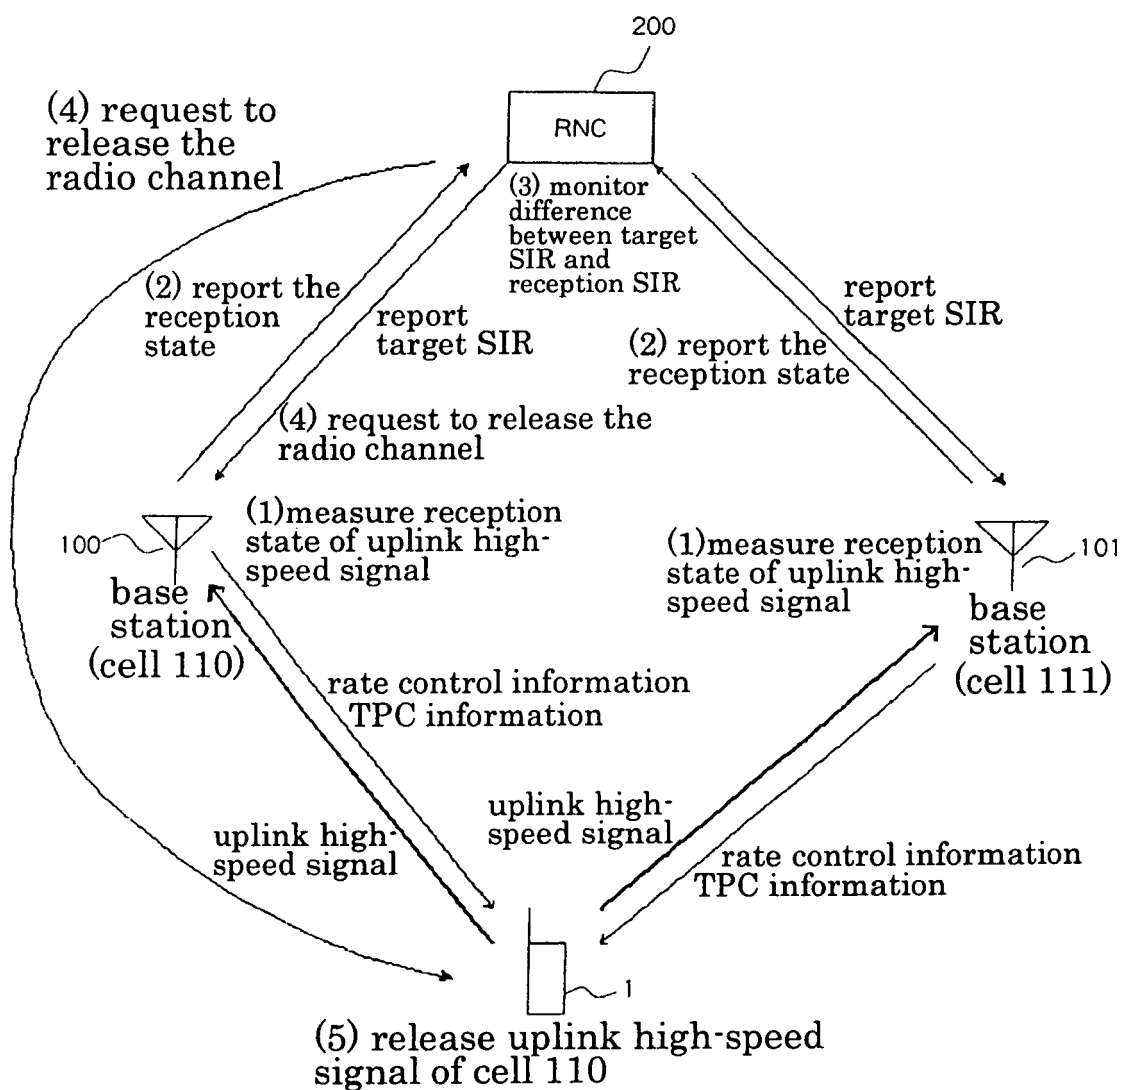 200
(4) request to
release the
radio channel
RNC
(3) monitor
difference
between target
SIR and
reception SIR
(2) report the
reception
state
report
target SIR
report
target SIR
(2) report the
reception state
(4) request to release the
radio channel
100
(1)measure reception
state of uplink high-
speed signal
(1)measure reception
state of uplink high-
speed signal
101
base
station
(cell 110)
base
station
(cell 111)
rate control information
TPC information
uplink high-
speed signal
uplink high-
speed signal
rate control information
TPC information
1
(5) release uplink high-speed
signal of cell 110